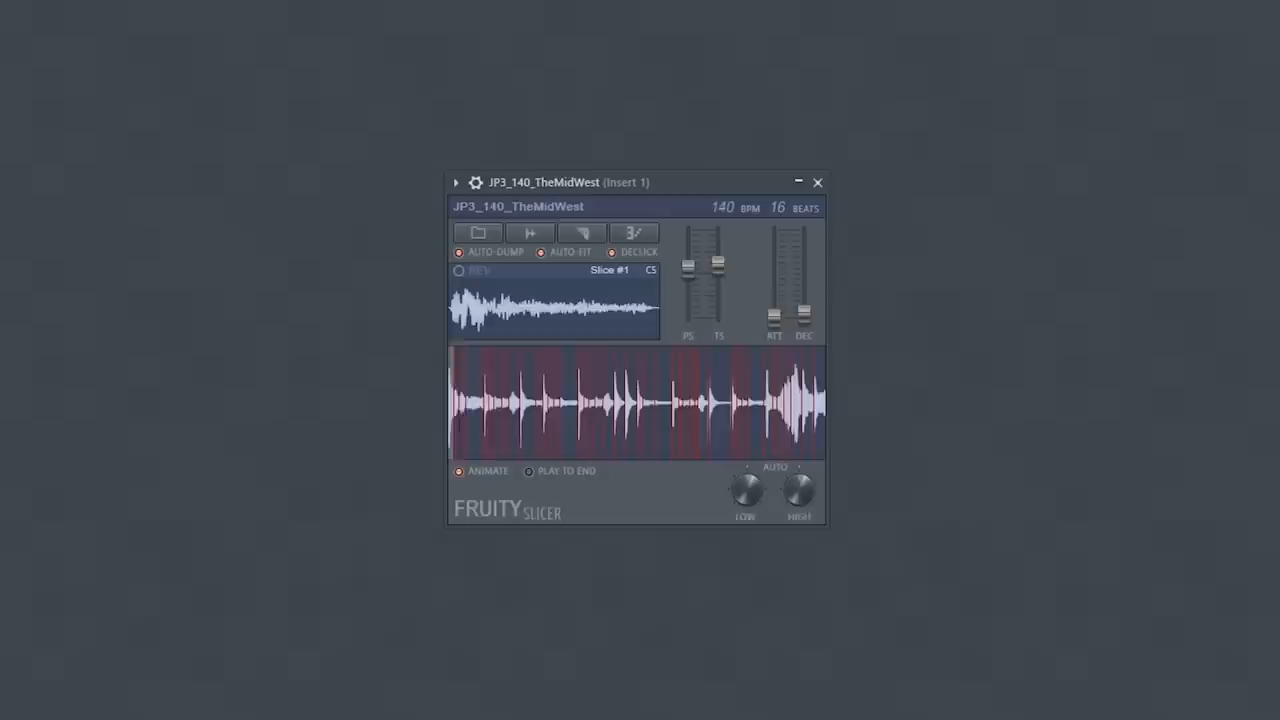 JP3_140_TheMidWest (Insert 1)
JP3_140_TheMidWest 140 BPM 16 BEATS
AUTO-DUMP AUTO-FIT DECLICK
REV Slice #1 C5
PS TS ATT DEC
ANIMATE PLAY TO END AUTO
FRUITY SLICER
LOW HIGH